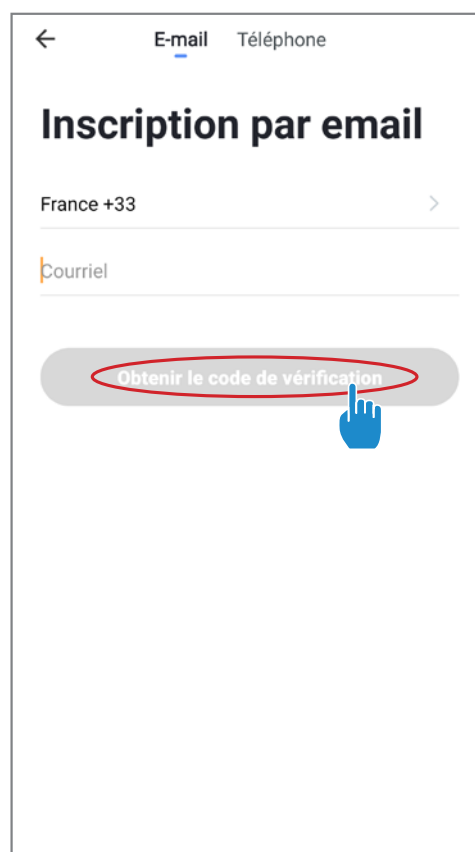 E-mail Téléphone
Inscription par email
France +33
Courriel
Obtenir le code de vérification